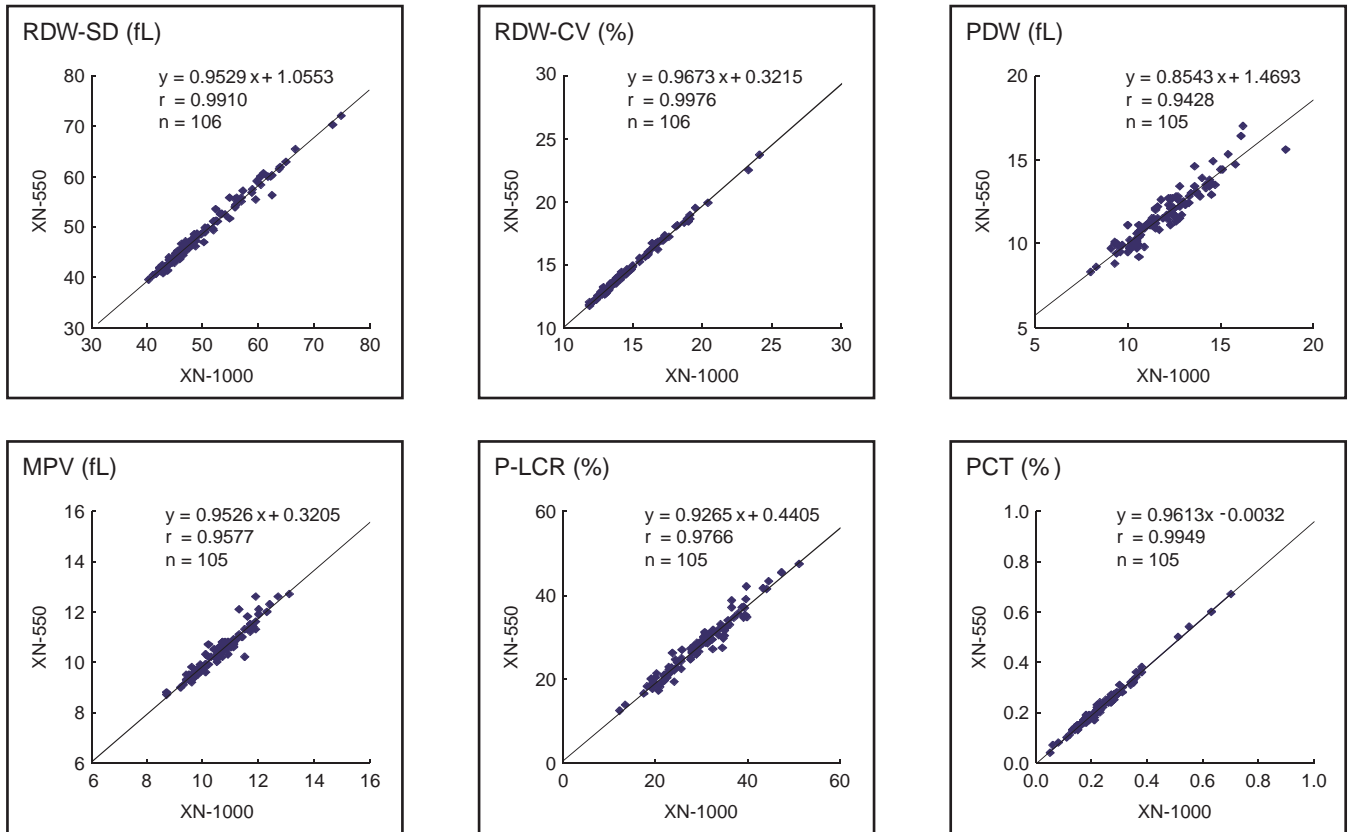 RDW-SD (fL)
y = 0.9529 x + 1.0553
r = 0.9910
n = 106
80
70
60
50
40
30
XN-550
30 40 50 60 70 80
XN-1000
RDW-CV (%)
y = 0.9673 x + 0.3215
r = 0.9976
n = 106
30
25
20
15
10
XN-550
10 15 20 25 30
XN-1000
PDW (fL)
y = 0.8543 x + 1.4693
r = 0.9428
n = 105
20
15
10
5
XN-550
5 10 15 20
XN-1000
MPV (fL)
y = 0.9526 x + 0.3205
r = 0.9577
n = 105
16
14
12
10
8
6
XN-550
6 8 10 12 14 16
XN-1000
P-LCR (%)
y = 0.9265 x + 0.4405
r = 0.9766
n = 105
60
40
20
0
XN-550
0 20 40 60
XN-1000
PCT (%)
y = 0.9613x -0.0032
r = 0.9949
n = 105
1.0
0.8
0.6
0.4
0.2
0.0
XN-550
0.0 0.2 0.4 0.6 0.8 1.0
XN-1000